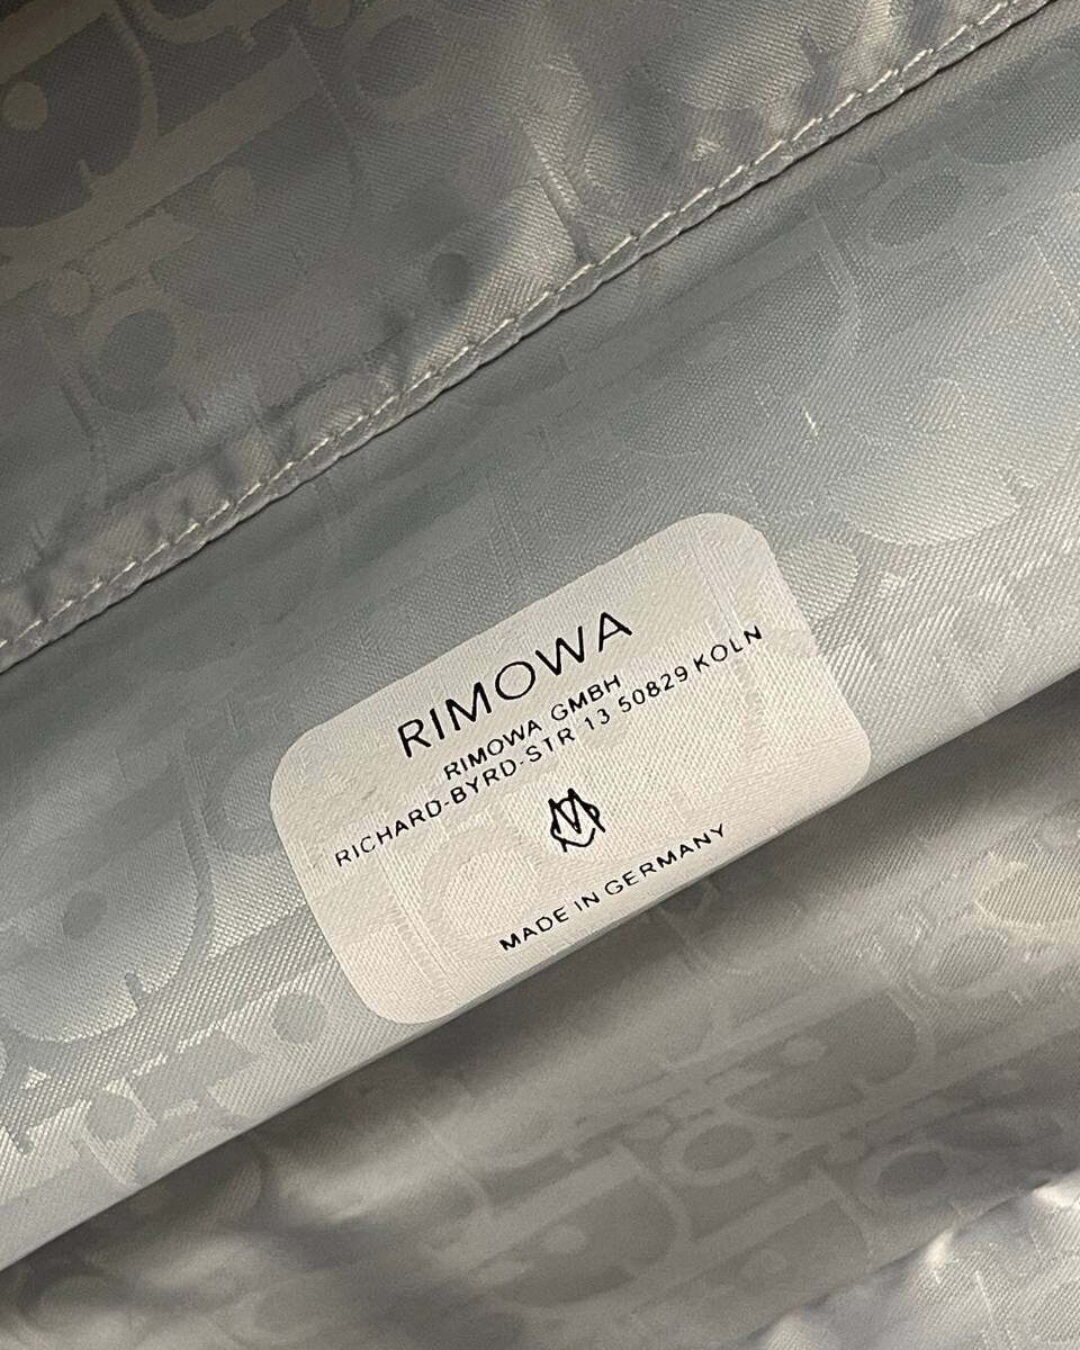 RIMOWA
RIMOWA GMBH
RICHARD-BYRD-STR 13 50829 KOLN
MADE IN GERMANY